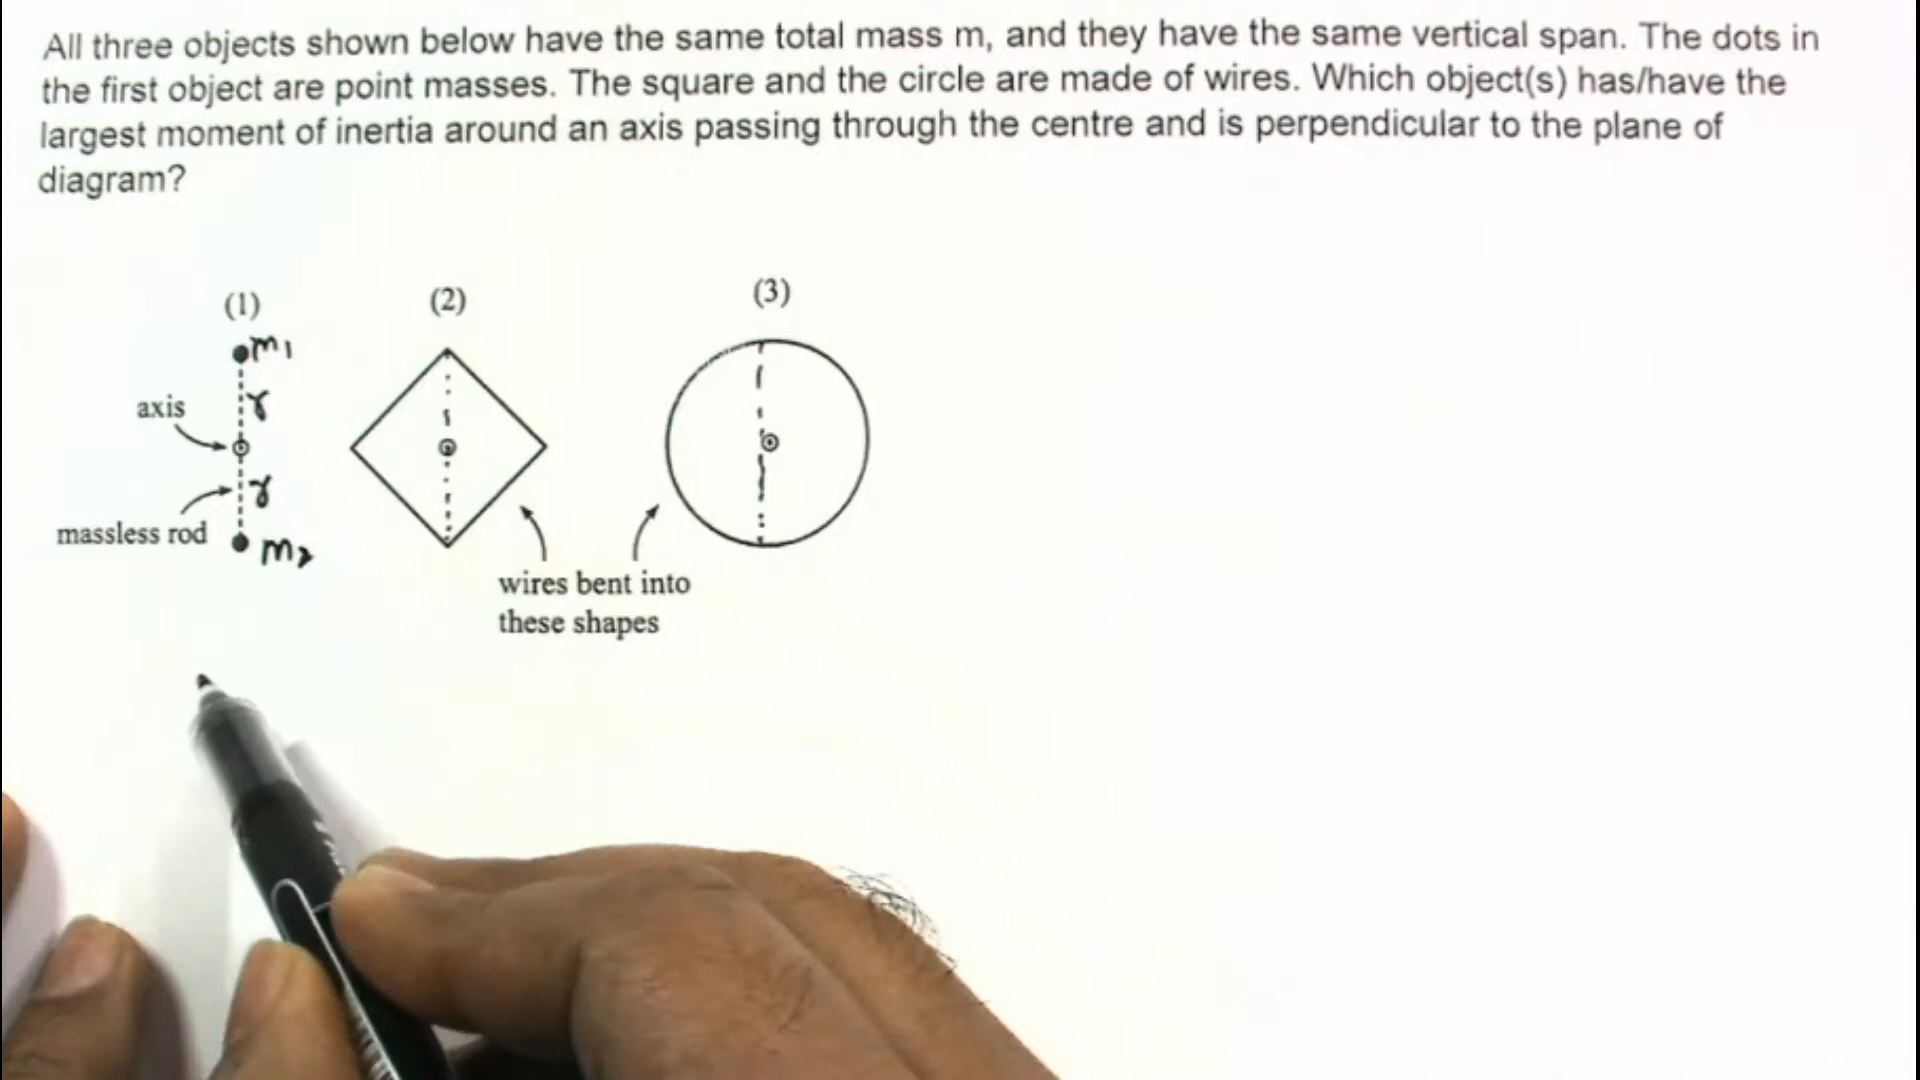 All three objects shown below have the same total mass m, and they have the same vertical span. The dots in
the first object are point masses. The square and the circle are made of wires. Which object(s) has/have the
largest moment of inertia around an axis passing through the centre and is perpendicular to the plane of
diagram?
(1)
(2)
(3)
m1
r
axis
r
massless rod
m2
wires bent into
these shapes